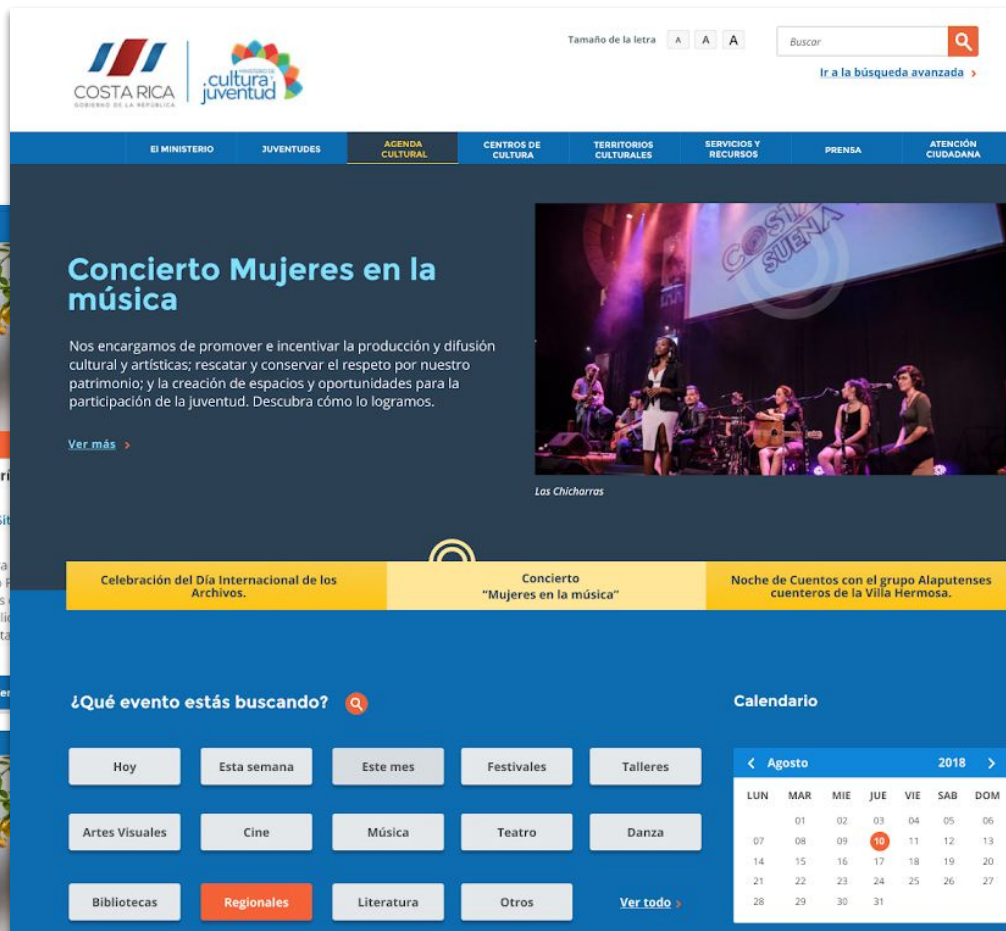 Tamaño de la letra A A A
Buscar
Ir a la búsqueda avanzada >
COSTA RICA
GOBIERNO DE LA REPÚBLICA
MINISTERIO DE
cultura y
juventud
El MINISTERIO
JUVENTUDES
AGENDA
CULTURAL
CENTROS DE
CULTURA
TERRITORIOS
CULTURALES
SERVICIOS Y
RECURSOS
PRENSA
ATENCIÓN
CIUDADANA
Concierto Mujeres en la
música
Nos encargamos de promover e incentivar la producción y difusión
cultural y artísticas; rescatar y conservar el respeto por nuestro
patrimonio; y la creación de espacios y oportunidades para la
participación de la juventud. Descubra cómo lo logramos.
Ver más >
COSTA
SUENA
Las Chicharras
Celebración del Día Internacional de los
Archivos.
Concierto
“Mujeres en la música”
Noche de Cuentos con el grupo Alaputenses
cuenteros de la Villa Hermosa.
¿Qué evento estás buscando?
Hoy
Esta semana
Este mes
Festivales
Talleres
Artes Visuales
Cine
Música
Teatro
Danza
Bibliotecas
Regionales
Literatura
Otros
Ver todo >
Calendario
< Agosto 2018 >
LUN MAR MIE JUE VIE SAB DOM
01 02 03 04 05 06
07 08 09 10 11 12 13
14 15 16 17 18 19 20
21 22 23 24 25 26 27
28 29 30 31